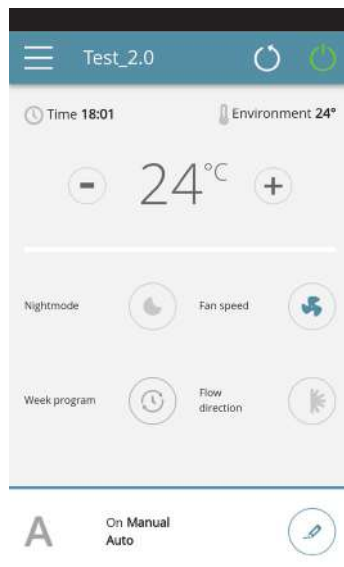 Test_2.0
Time 18:01 Environment 24°
- 24°C +
Nightmode Fan speed
Week program Flow
direction
A On Manual
Auto